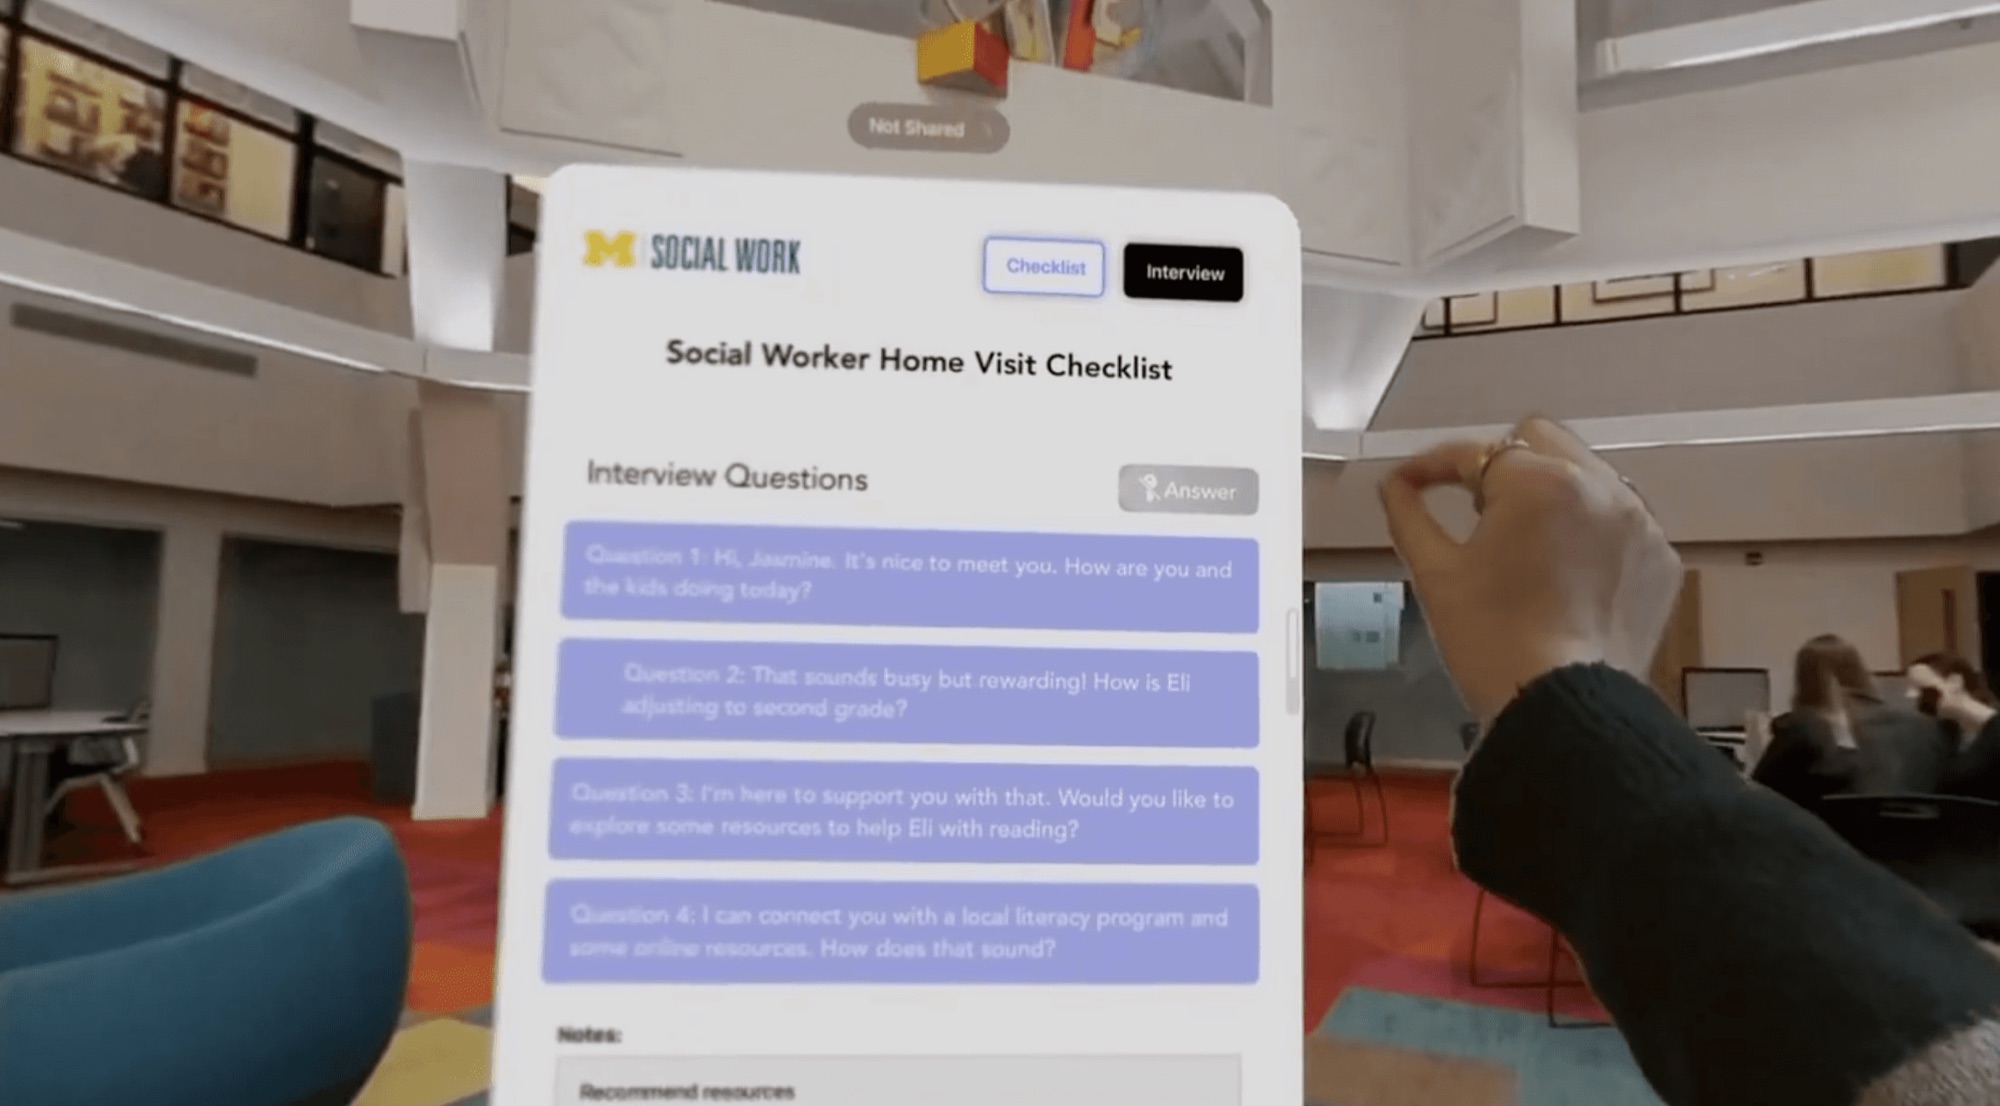 Not Shared
M SOCIAL WORK
Checklist
Interview
Social Worker Home Visit Checklist
Interview Questions
Answer
Question 1: Hi, Jasmine. It's nice to meet you. How are you and
the kids doing today?
Question 2: That sounds busy but rewarding! How is Eli
adjusting to second grade?
Question 3: I'm here to support you with that. Would you like to
explore some resources to help Eli with reading?
Question 4: I can connect you with a local literacy program and
some online resources. How does that sound?
Notes:
Recommend resources